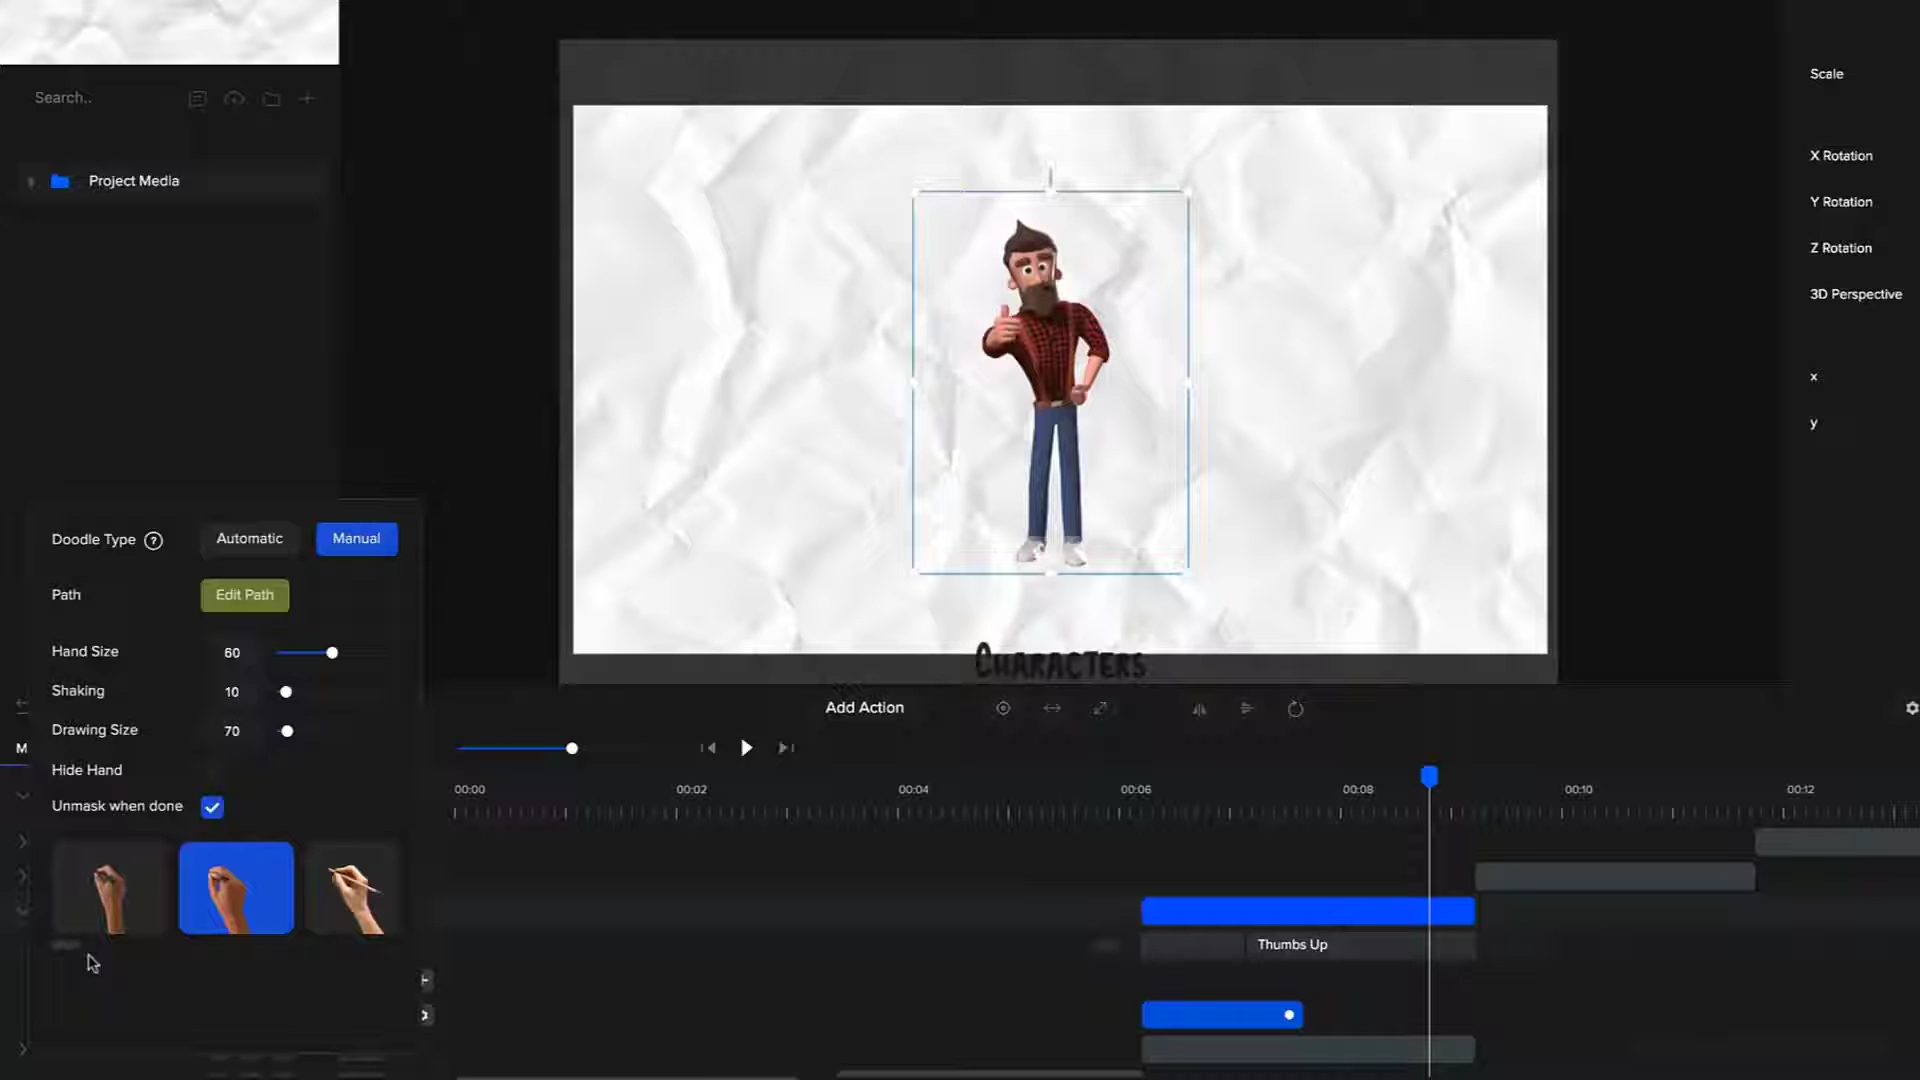 Search..
Project Media
Scale
X Rotation
Y Rotation
Z Rotation
3D Perspective
x
y
Doodle Type ? Automatic Manual
Path Edit Path
Hand Size 60
Shaking 10
Drawing Size 70
Hide Hand
Unmask when done
CHARACTERS
Add Action
M
00:00 00:02 00:04 00:06 00:08 00:10 00:12
Thumbs Up